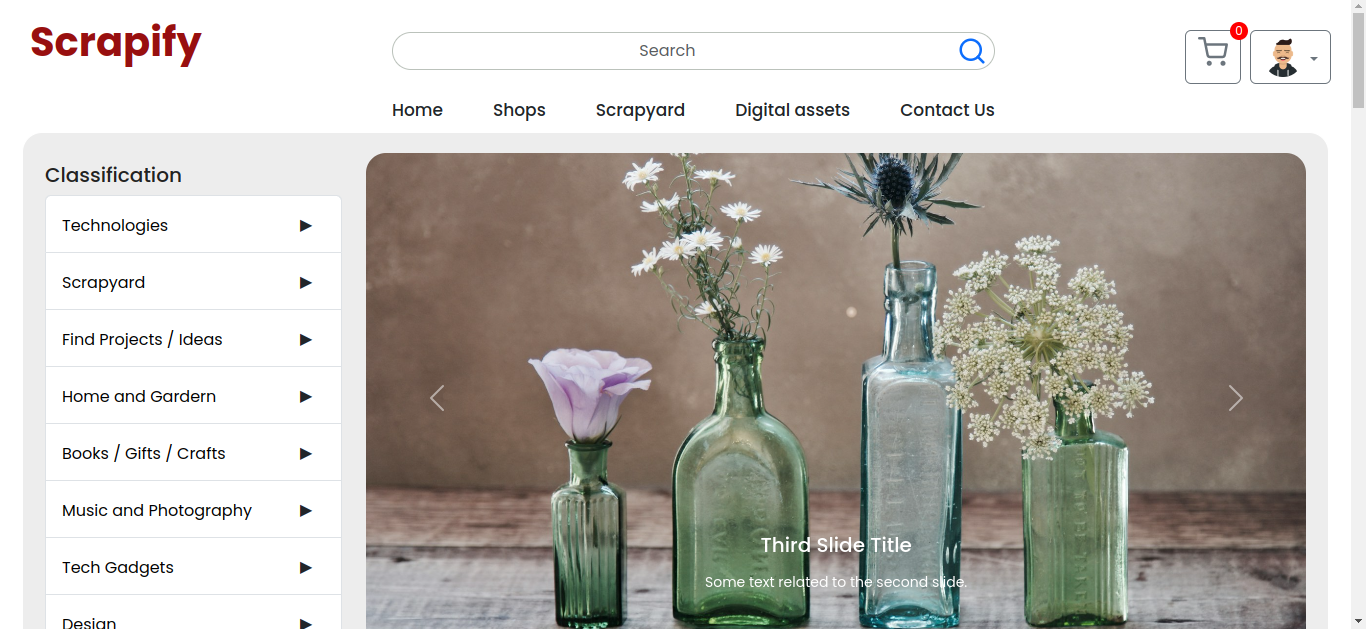 Scrapify
Search
0
Home
Shops
Scrapyard
Digital assets
Contact Us
Classification
Technologies
Scrapyard
Find Projects / Ideas
Home and Gardern
Books / Gifts / Crafts
Music and Photography
Tech Gadgets
Design
Third Slide Title
Some text related to the second slide.